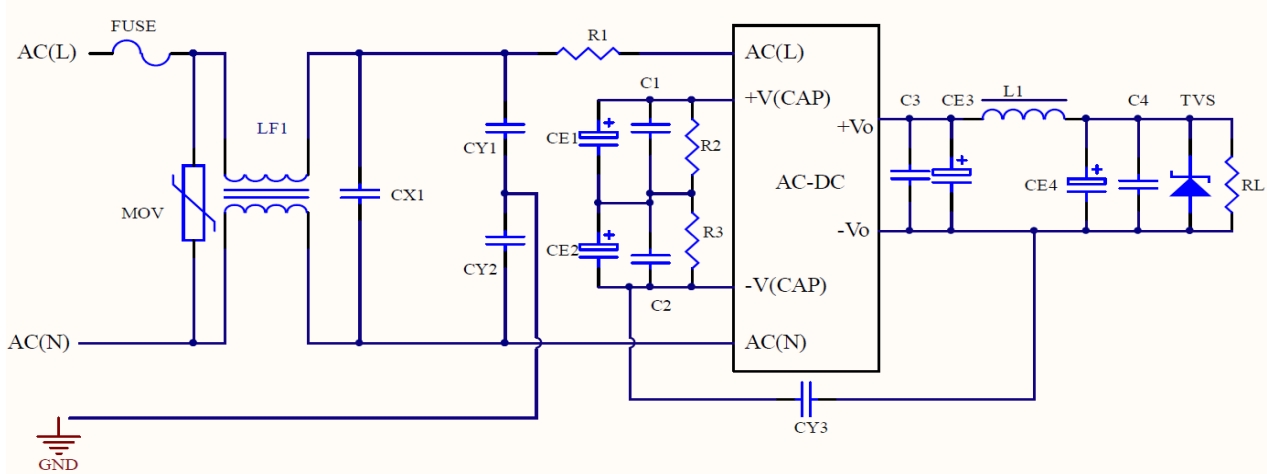 FUSE
AC(L)
LF1
MOV
CX1
CY1
CY2
R1
C1
CE1
R2
CE2
R3
C2
AC(L)
+V(CAP)
+Vo
AC-DC
-Vo
-V(CAP)
AC(N)
C3
CE3
L1
C4
TVS
CE4
RL
AC(N)
CY3
GND